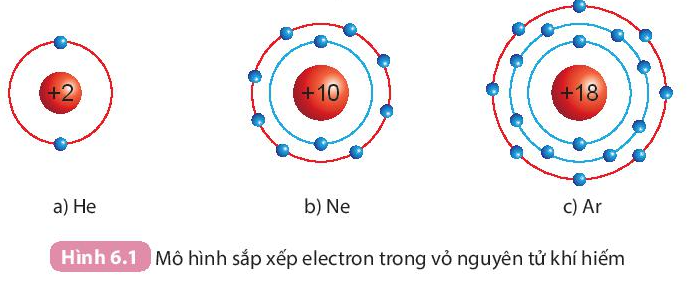 +2 +10 +18
a) He b) Ne c) Ar
Hình 6.1 Mô hình sắp xếp electron trong vỏ nguyên tử khí hiếm